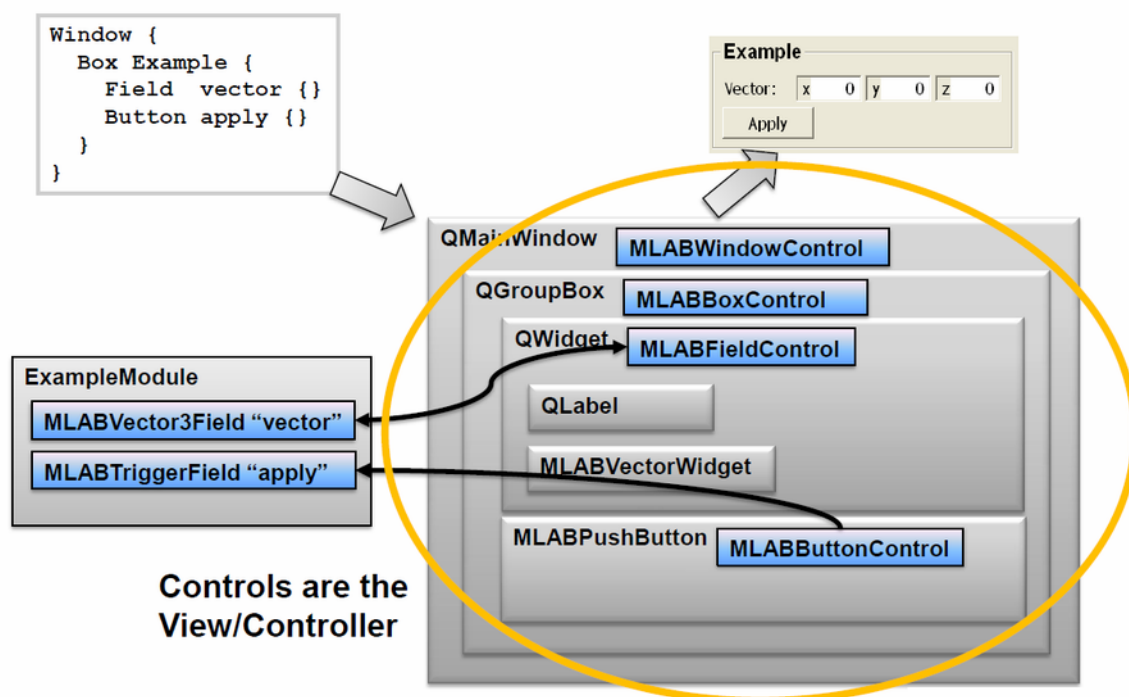 Window {
  Box Example {
    Field  vector {}
    Button apply {}
  }
}
Example
Vector: x 0 y 0 z 0
Apply
QMainWindow
MLABWindowControl
QGroupBox
MLABBoxControl
QWidget
MLABFieldControl
QLabel
MLABVectorWidget
MLABPushButton
MLABButtonControl
ExampleModule
MLABVector3Field “vector”
MLABTriggerField “apply”
Controls are the
View/Controller